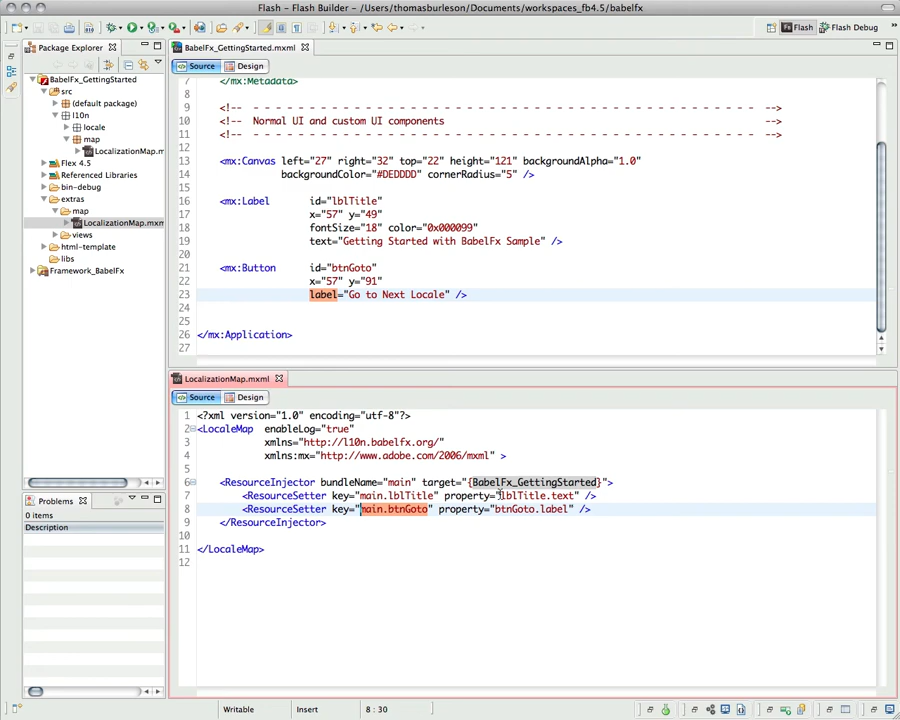 Flash - Flash Builder - /Users/thomasburleson/Documents/workspaces_fb4.5/babelfx
Flash
Flash Debug
Package Explorer
BabelFx_GettingStarted
src
(default package)
l10n
locale
map
LocalizationMap.m
Flex 4.5
Referenced Libraries
bin-debug
extras
map
LocalizationMap.mxm
views
html-template
libs
Framework_BabelFx
Problems
0 items
Description
BabelFx_GettingStarted.mxml
Source
Design
7 </mx:Metadata>
8
9 <!-- - - - - - - - - - - - - - - - - - - - - - - - - - - - - - - - -->
10 <!-- Normal UI and custom UI components -->
11 <!-- - - - - - - - - - - - - - - - - - - - - - - - - - - - - - - - -->
12
13 <mx:Canvas left="27" right="32" top="22" height="121" backgroundAlpha="1.0"
14 backgroundColor="#DEDDDD" cornerRadius="5" />
15
16 <mx:Label id="lblTitle"
17 x="57" y="49"
18 fontSize="18" color="0x000099"
19 text="Getting Started with BabelFx Sample" />
20
21 <mx:Button id="btnGoto"
22 x="57" y="91"
23 label="Go to Next Locale" />
24
25
26 </mx:Application>
27
LocalizationMap.mxml
Source
Design
1 <?xml version="1.0" encoding="utf-8"?>
2 <LocaleMap enableLog="true"
3 xmlns="http://l10n.babelfx.org/"
4 xmlns:mx="http://www.adobe.com/2006/mxml" >
5
6 <ResourceInjector bundleName="main" target="{BabelFx_GettingStarted}">
7 <ResourceSetter key="main.lblTitle" property="lblTitle.text" />
8 <ResourceSetter key="main.btnGoto" property="btnGoto.label" />
9 </ResourceInjector>
10
11 </LocaleMap>
12
Writable
Insert
8 : 30